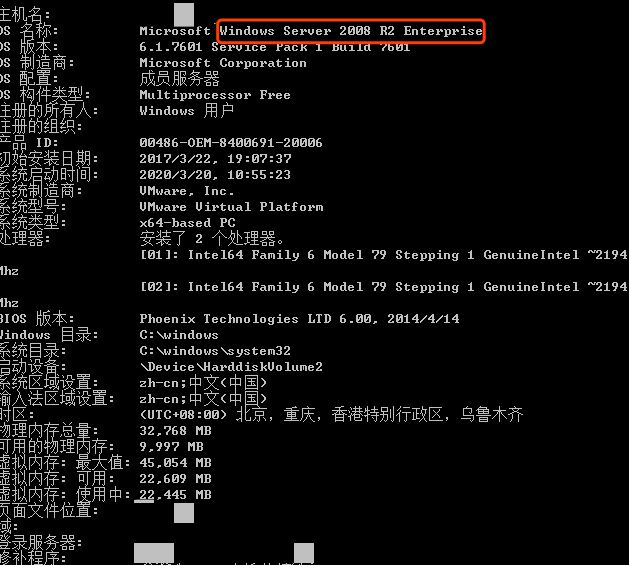 主机名:
OS 名称: Microsoft Windows Server 2008 R2 Enterprise
OS 版本: 6.1.7601 Service Pack 1 Build 7601
OS 制造商: Microsoft Corporation
OS 配置: 成员服务器
OS 构件类型: Multiprocessor Free
注册的所有人: Windows 用户
注册的组织:
产品 ID: 00486-OEM-8400691-20006
初始安装日期: 2017/3/22, 19:07:37
系统启动时间: 2020/3/20, 10:55:23
系统制造商: VMware, Inc.
系统型号: VMware Virtual Platform
系统类型: x64-based PC
处理器: 安装了 2 个处理器。
[01]: Intel64 Family 6 Model 79 Stepping 1 GenuineIntel ~2194
Mhz
[02]: Intel64 Family 6 Model 79 Stepping 1 GenuineIntel ~2194
Mhz
BIOS 版本: Phoenix Technologies LTD 6.00, 2014/4/14
Windows 目录: C:\windows
系统目录: C:\windows\system32
启动设备: \Device\HarddiskVolume2
系统区域设置: zh-cn;中文(中国)
输入法区域设置: zh-cn;中文(中国)
时区: (UTC+08:00) 北京，重庆，香港特别行政区，乌鲁木齐
物理内存总量: 32,768 MB
可用的物理内存: 9,997 MB
虚拟内存: 最大值: 45,054 MB
虚拟内存: 可用: 22,609 MB
虚拟内存: 使用中: 22,445 MB
页面文件位置:
域:
登录服务器:
修补程序: